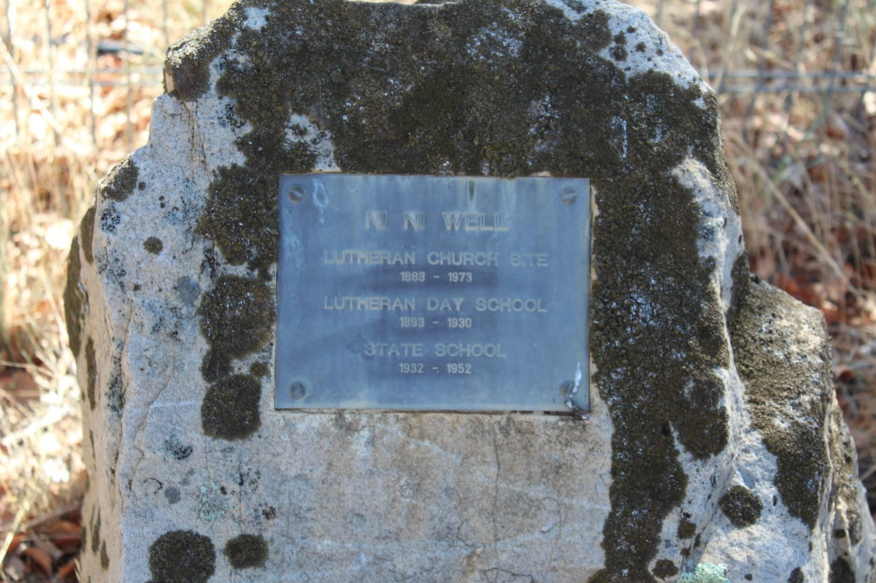 NI NI WELL
LUTHERAN CHURCH SITE
1883 - 1973
LUTHERAN DAY SCHOOL
1893 - 1930
STATE SCHOOL
1932 - 1952